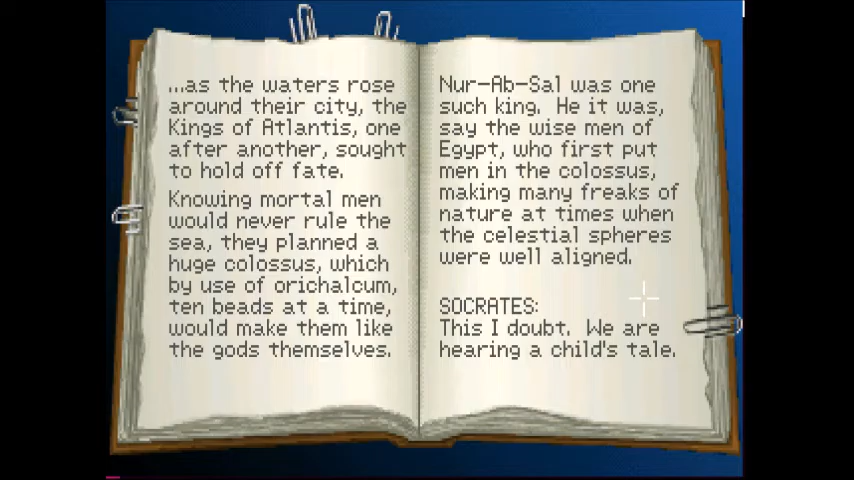 ...as the waters rose
around their city, the
Kings of Atlantis, one
after another, sought
to hold off fate.
Knowing mortal men
would never rule the
sea, they planned a
huge colossus, which
by use of orichalcum,
ten beads at a time,
would make them like
the gods themselves.
Nur-Ab-Sal was one
such king. He it was,
say the wise men of
Egypt, who first put
men in the colossus,
making many freaks of
nature at times when
the celestial spheres
were well aligned.
SOCRATES:
This I doubt. We are
hearing a child's tale.